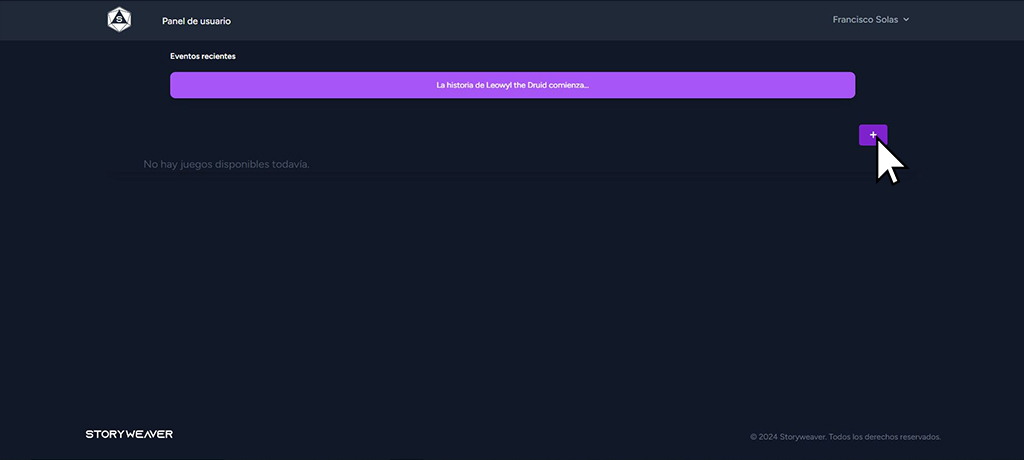 S
Panel de usuario
Francisco Solas
Eventos recientes
La historia de Leowyl the Druid comienza...
+
No hay juegos disponibles todavía.
STORYWEAVER
© 2024 Storyweaver. Todos los derechos reservados.